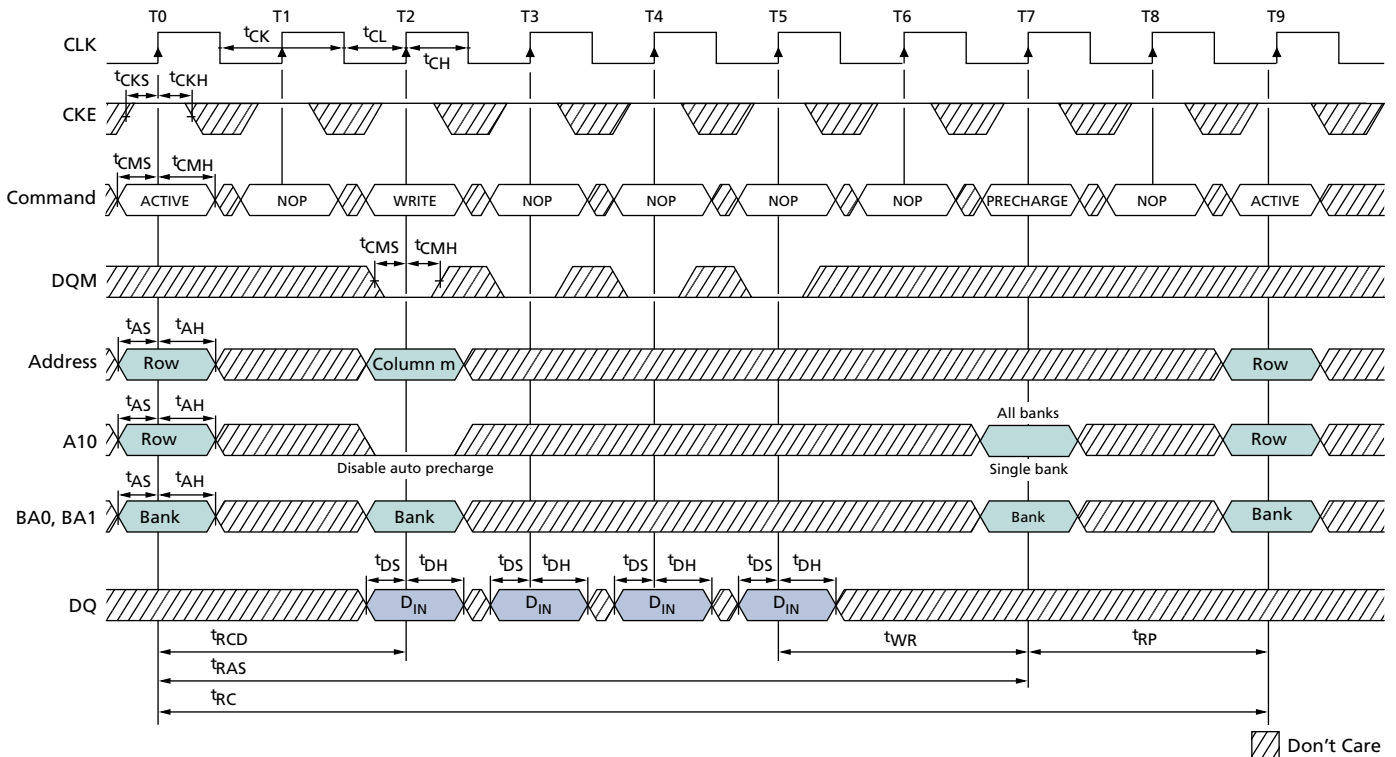 T0 T1 T2 T3 T4 T5 T6 T7 T8 T9
CLK tCK tCL tCH
tCKS tCKH
CKE
tCMS tCMH
Command ACTIVE NOP WRITE NOP NOP NOP NOP PRECHARGE NOP ACTIVE
tCMS tCMH
DQM
tAS tAH
Address Row Column m Row
tAS tAH All banks
A10 Row Row
Disable auto precharge Single bank
tAS tAH
BA0, BA1 Bank Bank Bank Bank
tDS tDH tDS tDH tDS tDH tDS tDH
DQ DIN DIN DIN DIN
tRCD tWR tRP
tRAS
tRC
Don't Care